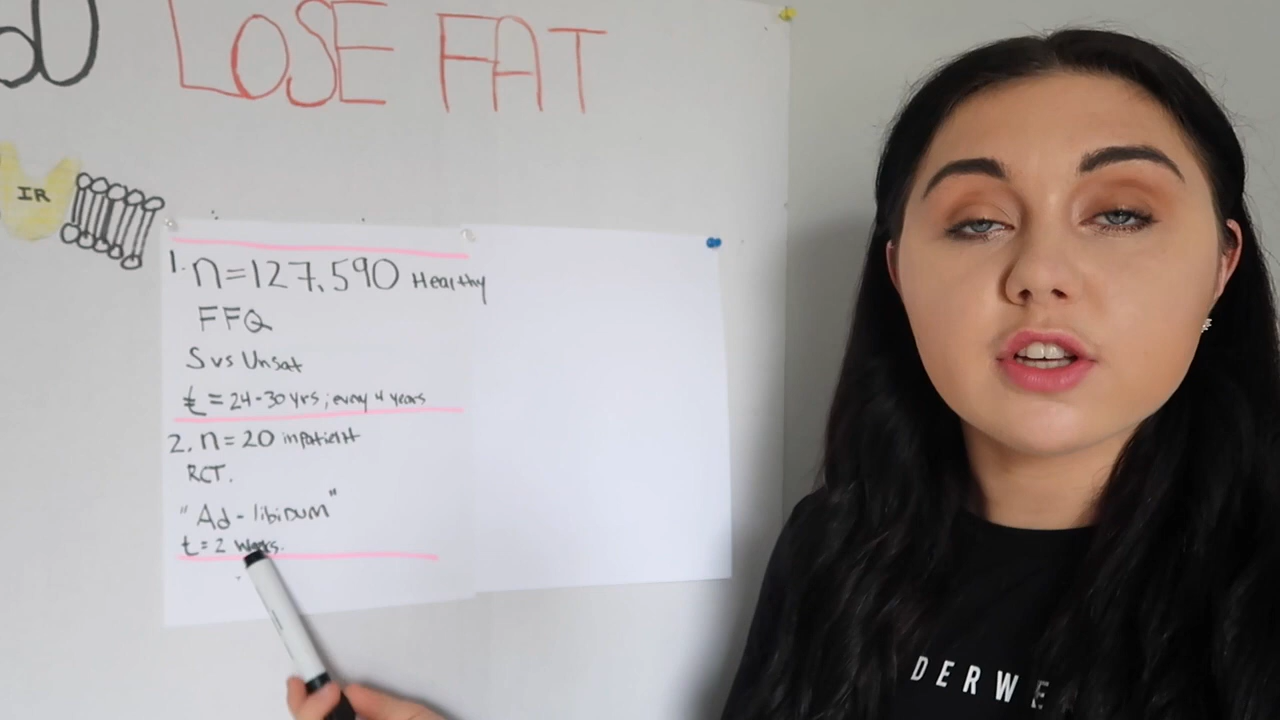 LOSE FAT
IR
1. n=127,590 Healthy
FFQ
S vs Unsat
t = 24-30 yrs ; every 4 years
2. n = 20 inpatient
RCT.
"Ad-libidum"
t = 2 weeks.
DERWE